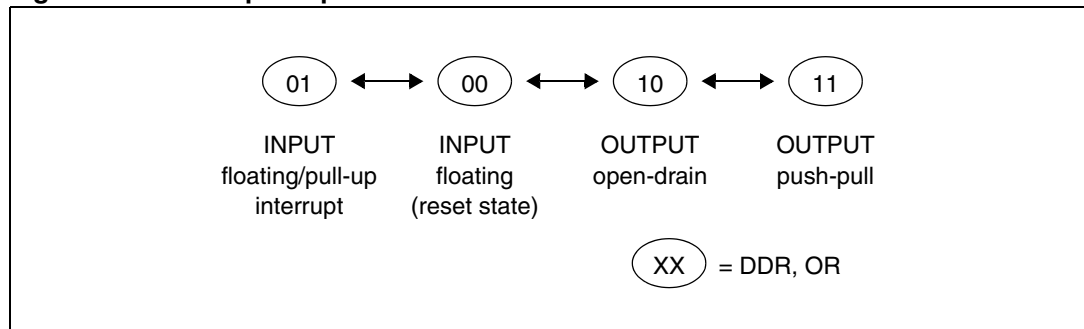 01 00 10 11
INPUT INPUT OUTPUT OUTPUT
floating/pull-up floating open-drain push-pull
interrupt (reset state)
XX = DDR, OR